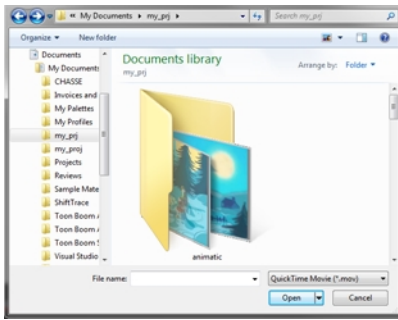 « My Documents ▸ my_prj ▸
Search my_prj
Organize ▾ New folder
Documents library
my_prj
Arrange by: Folder ▾
Documents
My Documents
CHASSE
Invoices and
My Palettes
My Profiles
my_prj
my_proj
Projects
Reviews
Sample Mate
ShiftTrace
Toon Boom
Toon Boom
Toon Boom
Visual Studio
animatic
File name:
QuickTime Movie (*.mov)
Open
Cancel